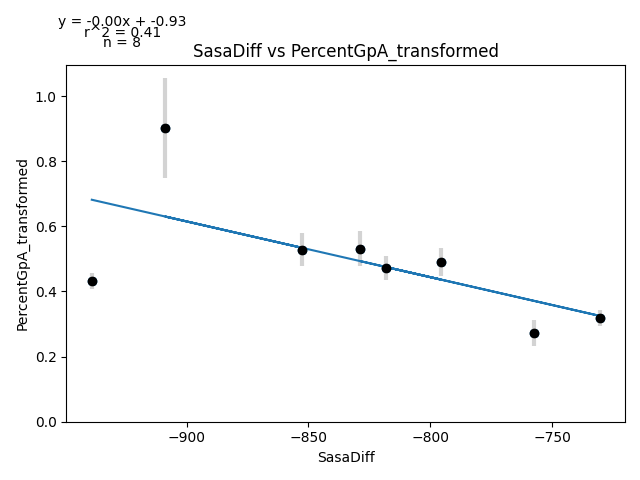 y = -0.00x + -0.93
r^2 = 0.41
n = 8
SasaDiff vs PercentGpA_transformed
PercentGpA_transformed
1.0
0.8
0.6
0.4
0.2
0.0
−900
−850
−800
−750
SasaDiff